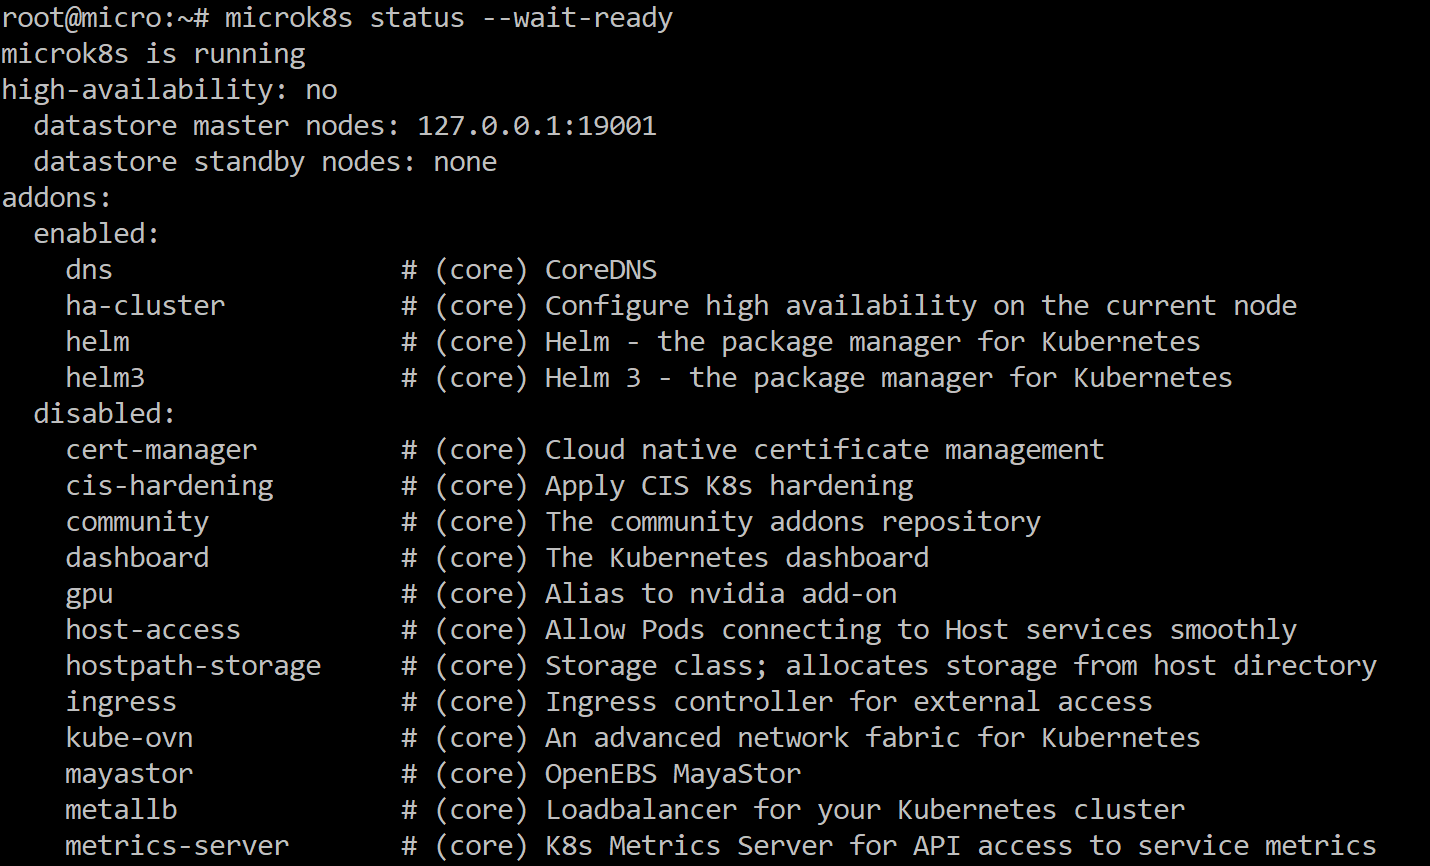 root@micro:~# microk8s status --wait-ready
microk8s is running
high-availability: no
  datastore master nodes: 127.0.0.1:19001
  datastore standby nodes: none
addons:
  enabled:
    dns                  # (core) CoreDNS
    ha-cluster           # (core) Configure high availability on the current node
    helm                 # (core) Helm - the package manager for Kubernetes
    helm3                # (core) Helm 3 - the package manager for Kubernetes
  disabled:
    cert-manager         # (core) Cloud native certificate management
    cis-hardening        # (core) Apply CIS K8s hardening
    community            # (core) The community addons repository
    dashboard            # (core) The Kubernetes dashboard
    gpu                  # (core) Alias to nvidia add-on
    host-access          # (core) Allow Pods connecting to Host services smoothly
    hostpath-storage     # (core) Storage class; allocates storage from host directory
    ingress              # (core) Ingress controller for external access
    kube-ovn             # (core) An advanced network fabric for Kubernetes
    mayastor             # (core) OpenEBS MayaStor
    metallb              # (core) Loadbalancer for your Kubernetes cluster
    metrics-server       # (core) K8s Metrics Server for API access to service metrics